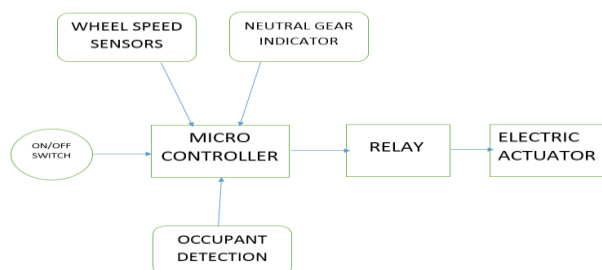 WHEEL SPEED
SENSORS
NEUTRAL GEAR
INDICATOR
ON/OFF
SWITCH
MICRO
CONTROLLER
RELAY
ELECTRIC
ACTUATOR
OCCUPANT
DETECTION